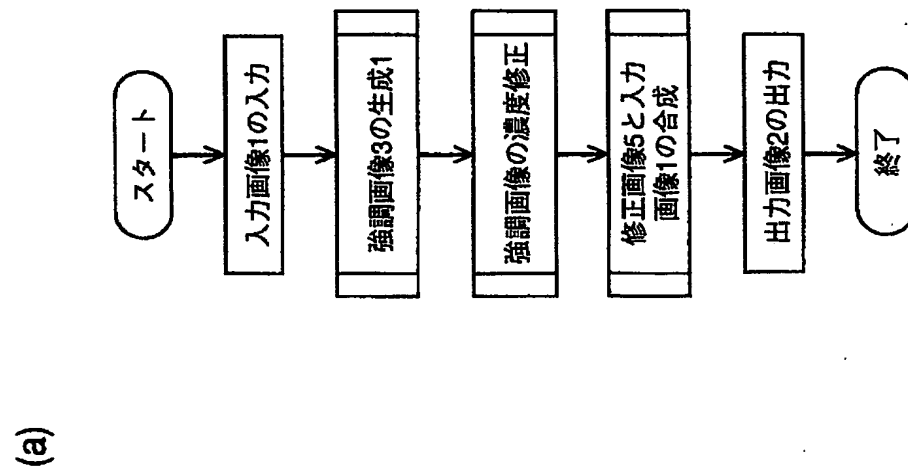 (a)
スタート
入力画像1の入力
強調画像3の生成1
強調画像の濃度修正
修正画像5と入力
画像1の合成
出力画像2の出力
終了